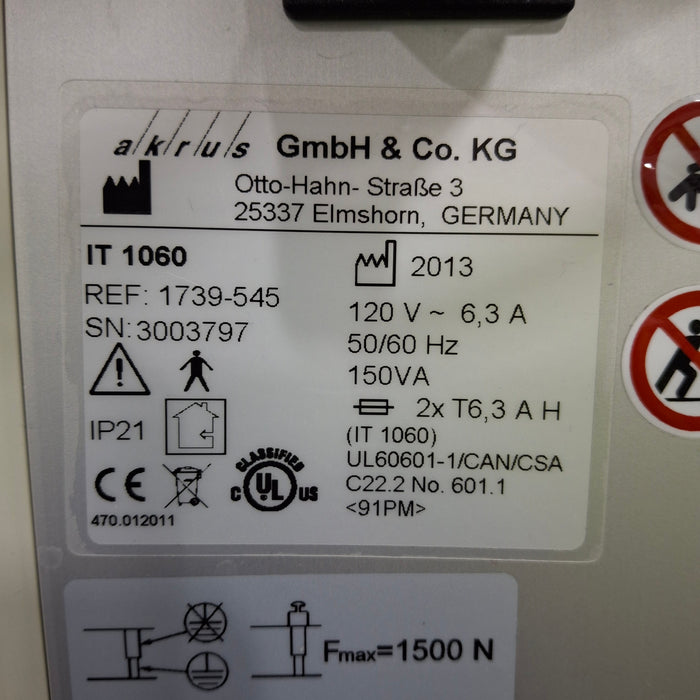 akrus GmbH & Co. KG
Otto-Hahn- Straße 3
25337 Elmshorn, GERMANY
IT 1060
2013
REF: 1739-545
SN: 3003797
120 V ~ 6,3 A
50/60 Hz
150VA
2x T6,3 A H
IP21
(IT 1060)
UL60601-1/CAN/CSA
C22.2 No. 601.1
<91PM>
CE
CLASSIFIED
C UL US
470.012011
Fmax=1500 N